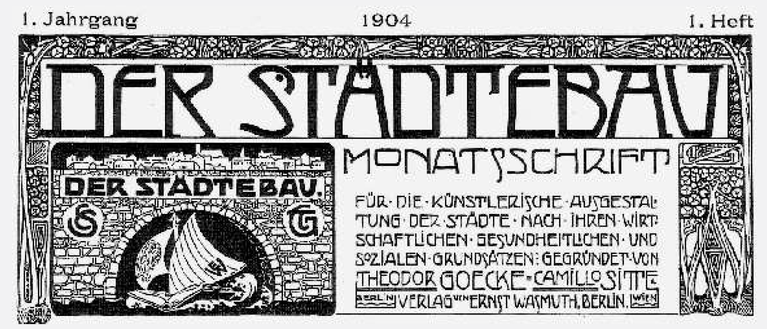 1. Jahrgang 1904 1. Heft
DER STÄDTEBAU
MONATSSCHRIFT
DER STÄDTEBAU.
CS TG
FÜR · DIE · KÜNSTLERISCHE · AUSGESTAL-
TUNG · DER · STÄDTE · NACH · IHREN · WIRT-
SCHAFTLICHEN · GESUNDHEITLICHEN · UND
SOZIALEN · GRUNDSÄTZEN: GEGRÜNDET · VON
THEODOR GOECKE = CAMILLO SITTE
BERLIN VERLAG VON ERNST WASMUTH, BERLIN. WIEN